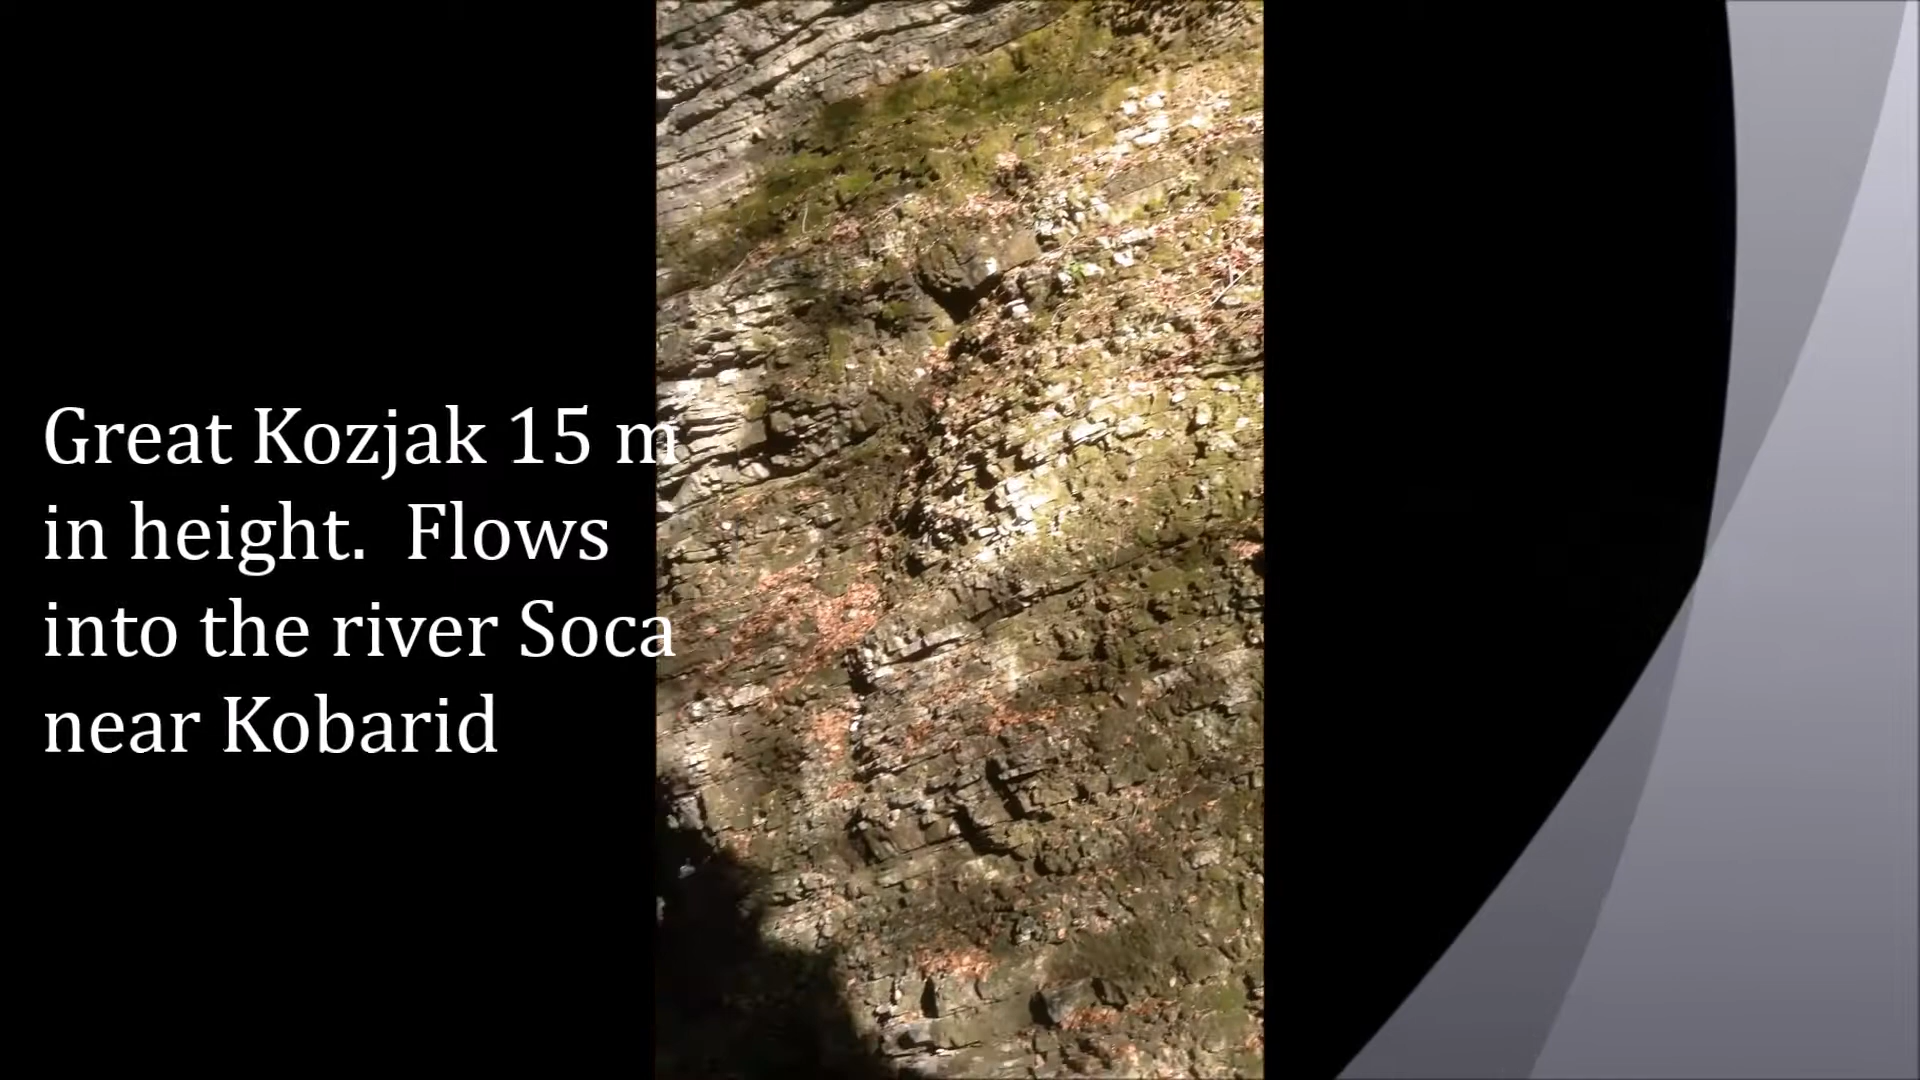 Great Kozjak 15 m
in height.  Flows
into the river Soca
near Kobarid